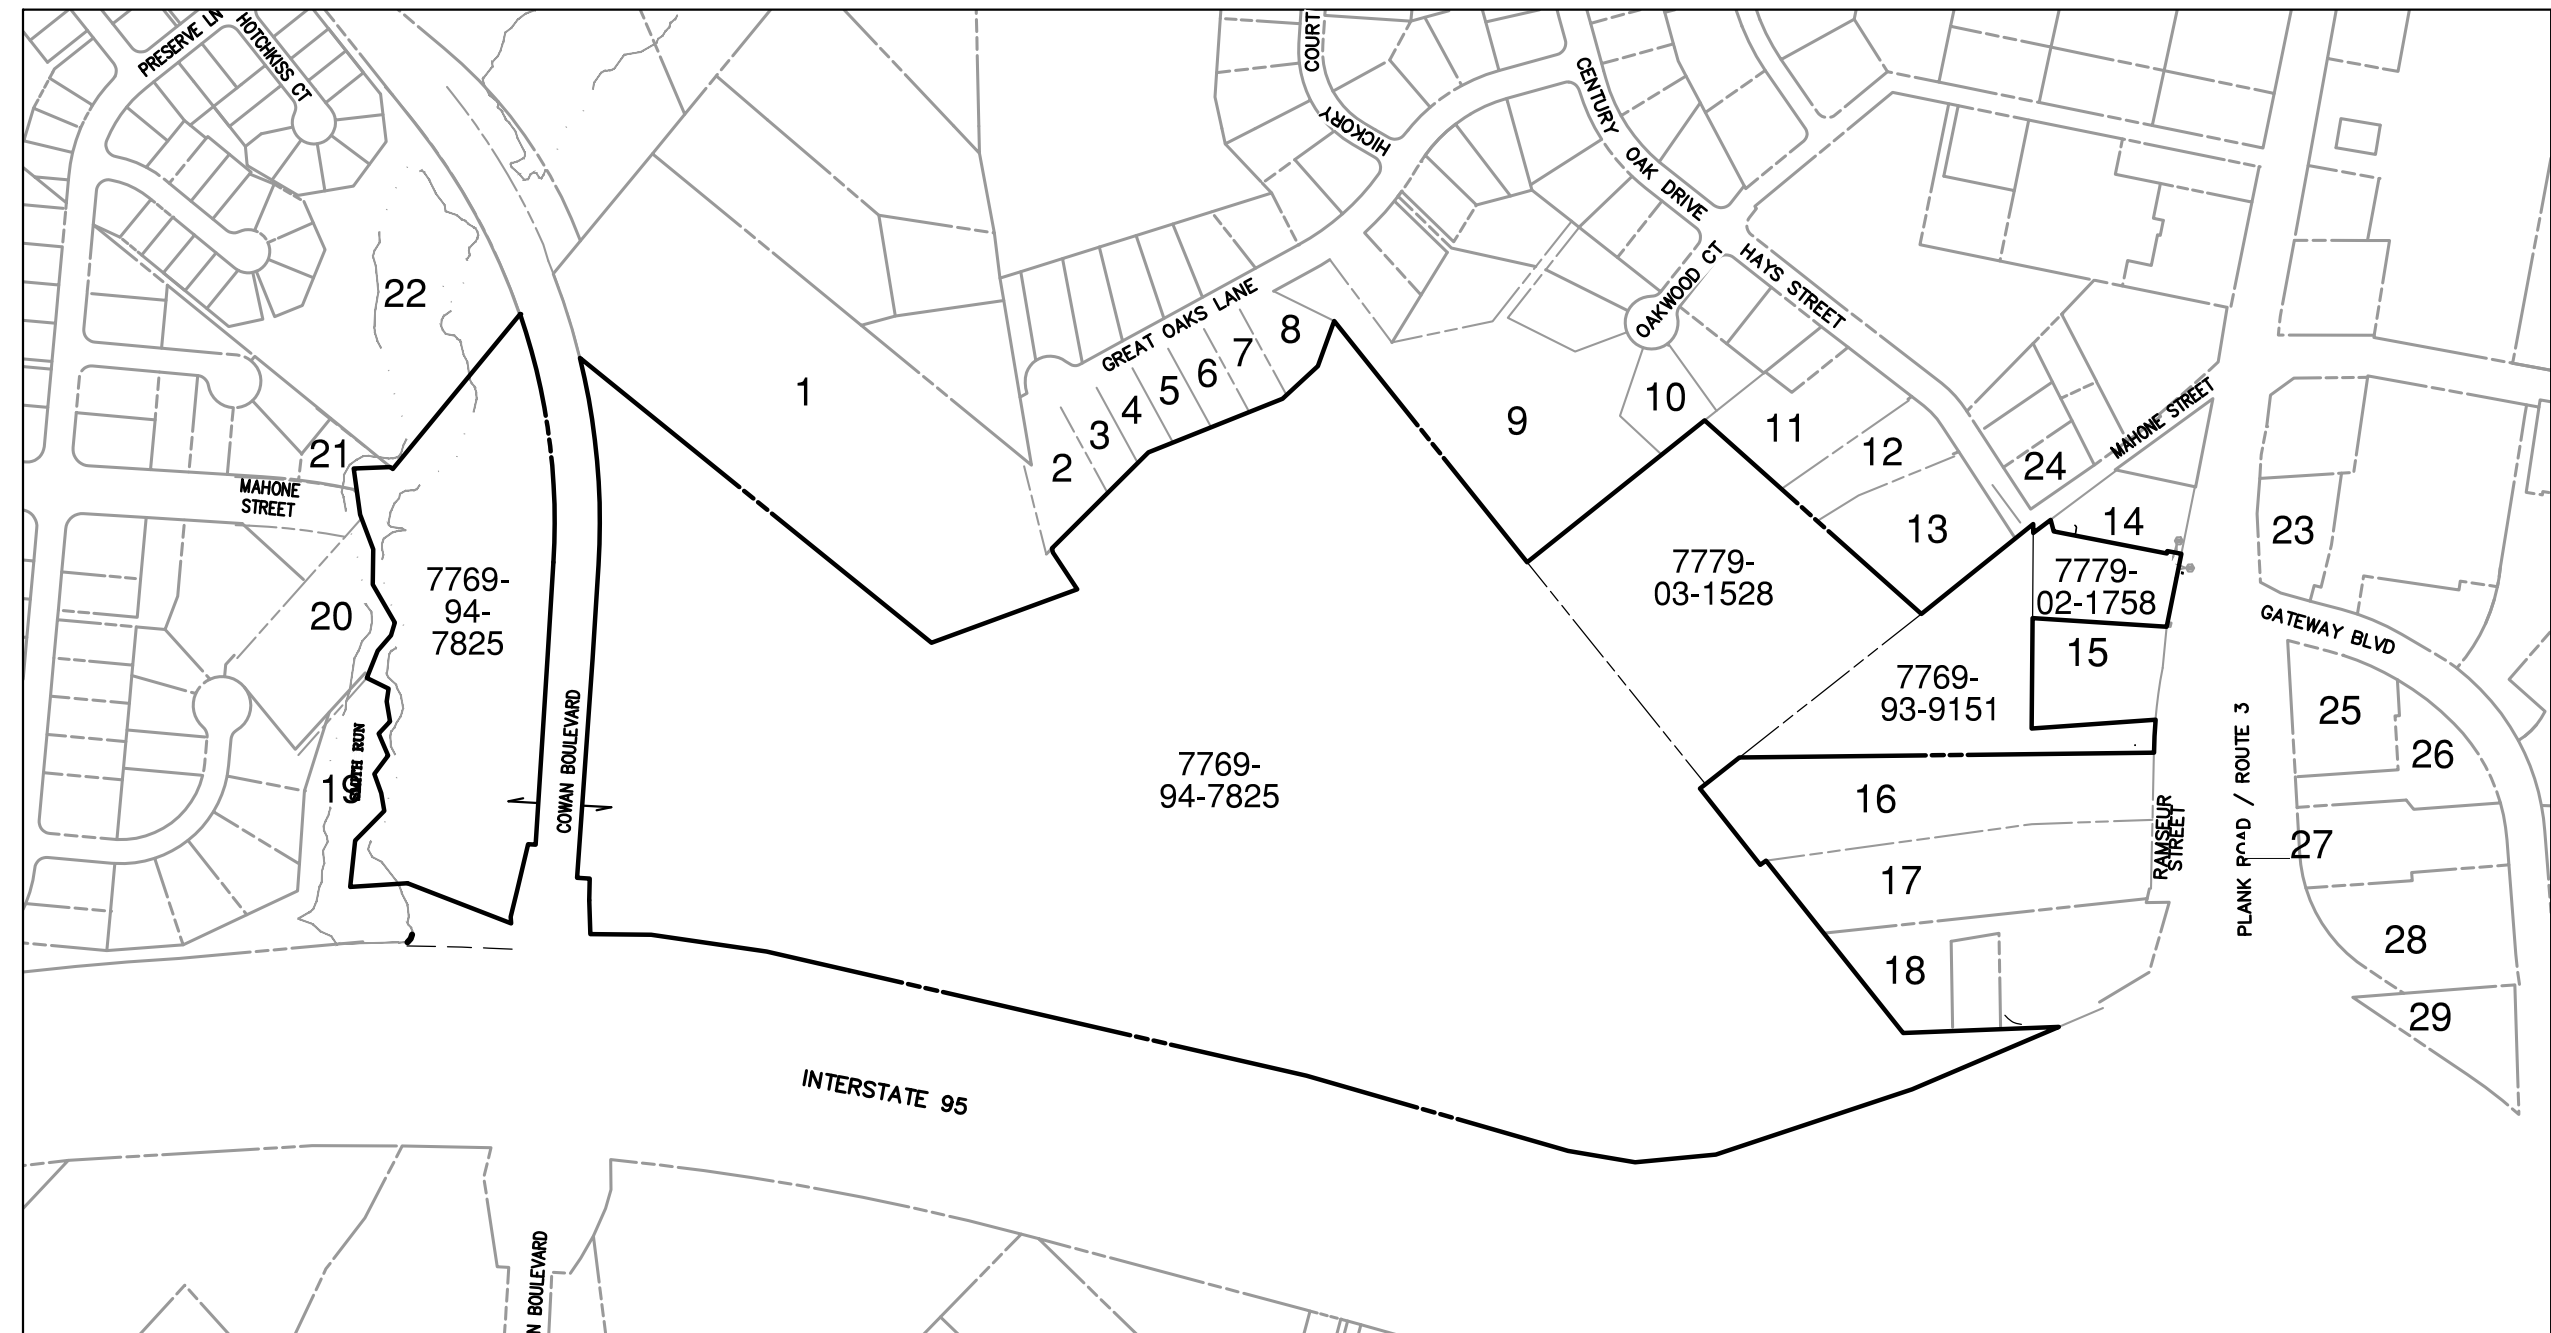 PRESERVE LN
HOTCHKISS CT
COURT
HICKORY
CENTURY
OAK DRIVE
OAKWOOD CT
HAYS STREET
GREAT OAKS LANE
MAHONE STREET
22
1
8
7
6
5
4
3
2
9
10
11
12
13
24
14
23
21
MAHONE
STREET
20
7769-
94-
7825
7779-
03-1528
7779-
02-1758
15
GATEWAY BLVD
7769-
93-9151
25
26
SMITH RUN
19
COWAN BOULEVARD
7769-
94-7825
16
17
18
RAMSEUR
STREET
PLANK ROAD / ROUTE 3
27
28
29
INTERSTATE 95
N BOULEVARD